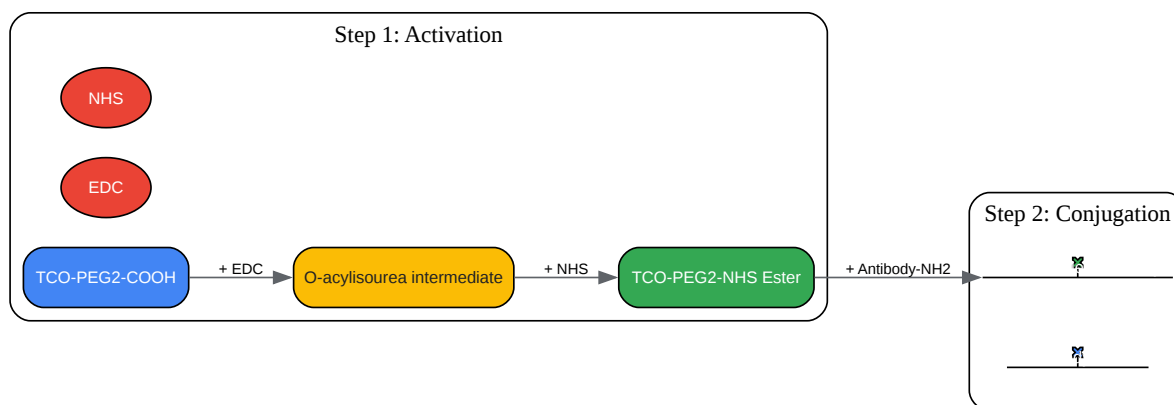 Step 1: Activation
NHS
EDC
Step 2: Conjugation
TCO-PEG2-COOH
+ EDC
O-acylisourea intermediate
+ NHS
TCO-PEG2-NHS Ester
+ Antibody-NH2